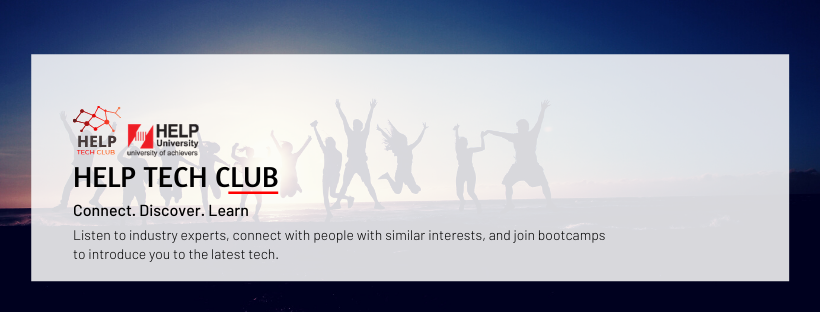 HELP
TECH CLUB
HELP
University
university of achievers
HELP TECH CLUB
Connect. Discover. Learn
Listen to industry experts, connect with people with similar interests, and join bootcamps
to introduce you to the latest tech.